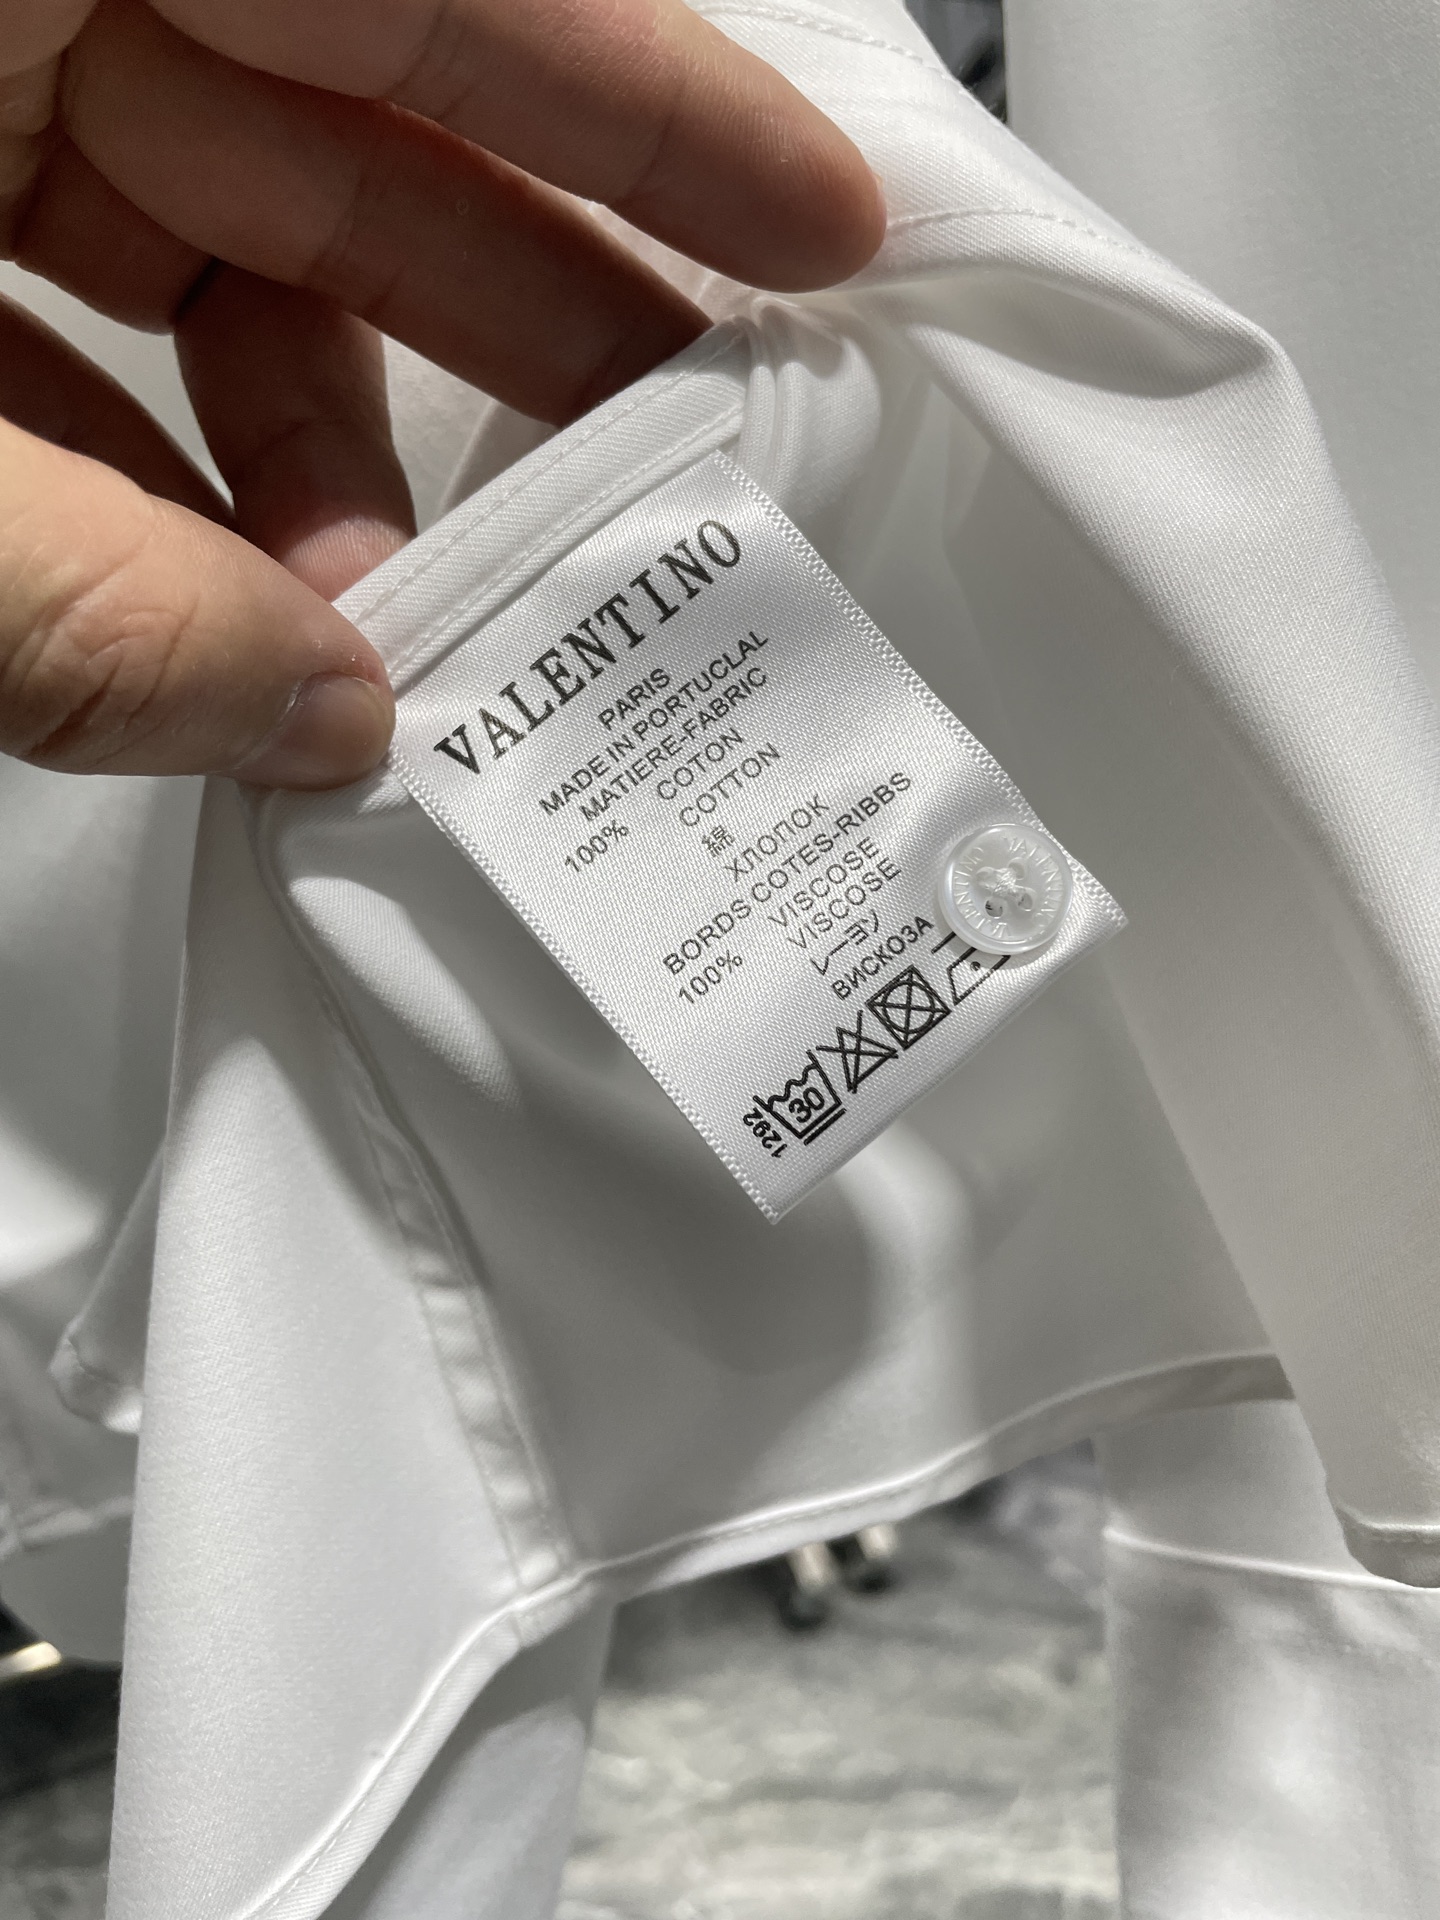 VALENTINO
PARIS
MADE IN PORTUCLAL
MATIERE-FABRIC
100% COTON
COTTON
綿
ХЛОПОК
BORDS COTES-RIBBS
100% VISCOSE
VISCOSE
レーヨン
ВИСКОЗА
30
1292